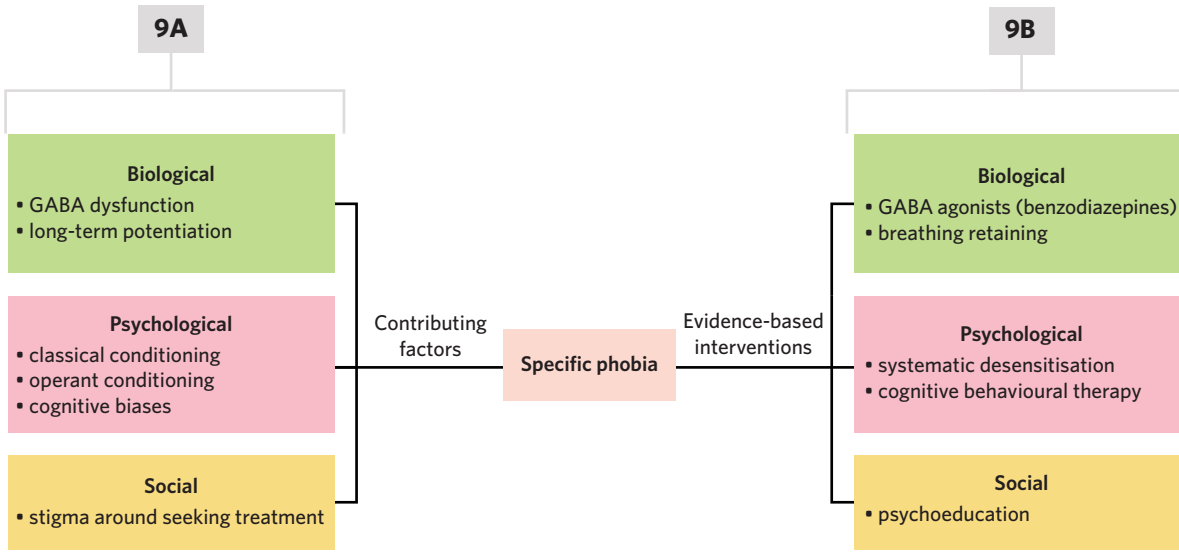 9A
9B
Biological
• GABA dysfunction
• long-term potentiation
Psychological
• classical conditioning
• operant conditioning
• cognitive biases
Social
• stigma around seeking treatment
Contributing
factors
Specific phobia
Evidence-based
interventions
Biological
• GABA agonists (benzodiazepines)
• breathing retaining
Psychological
• systematic desensitisation
• cognitive behavioural therapy
Social
• psychoeducation